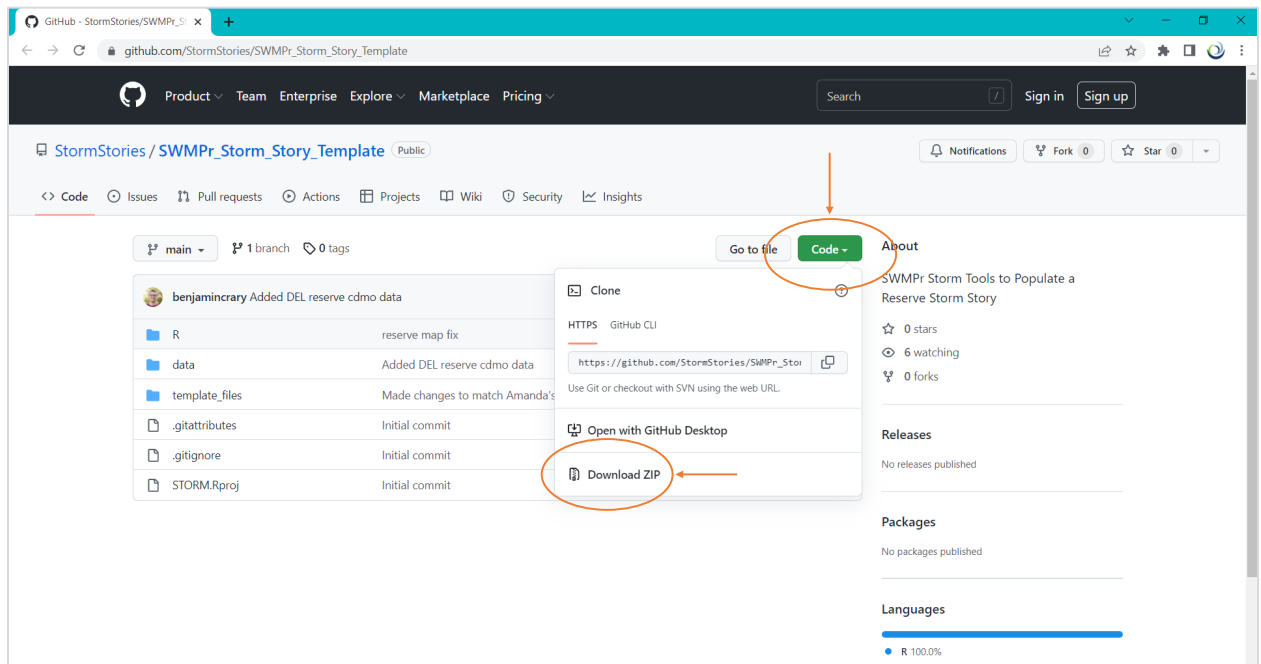 GitHub - StormStories/SWMPr_S
github.com/StormStories/SWMPr_Storm_Story_Template
Product Team Enterprise Explore Marketplace Pricing
Search /
Sign in Sign up
StormStories / SWMPr_Storm_Story_Template Public
Notifications Fork 0 Star 0
Code Issues Pull requests Actions Projects Wiki Security Insights
main 1 branch 0 tags
Go to file Code
benjamincrary Added DEL reserve cdmo data
R reserve map fix
data Added DEL reserve cdmo data
template_files Made changes to match Amanda's
.gitattributes Initial commit
.gitignore Initial commit
STORM.Rproj Initial commit
Clone
HTTPS GitHub CLI
https://github.com/StormStories/SWMPr_Stor
Use Git or checkout with SVN using the web URL.
Open with GitHub Desktop
Download ZIP
About
SWMPr Storm Tools to Populate a
Reserve Storm Story
0 stars
6 watching
0 forks
Releases
No releases published
Packages
No packages published
Languages
R 100.0%